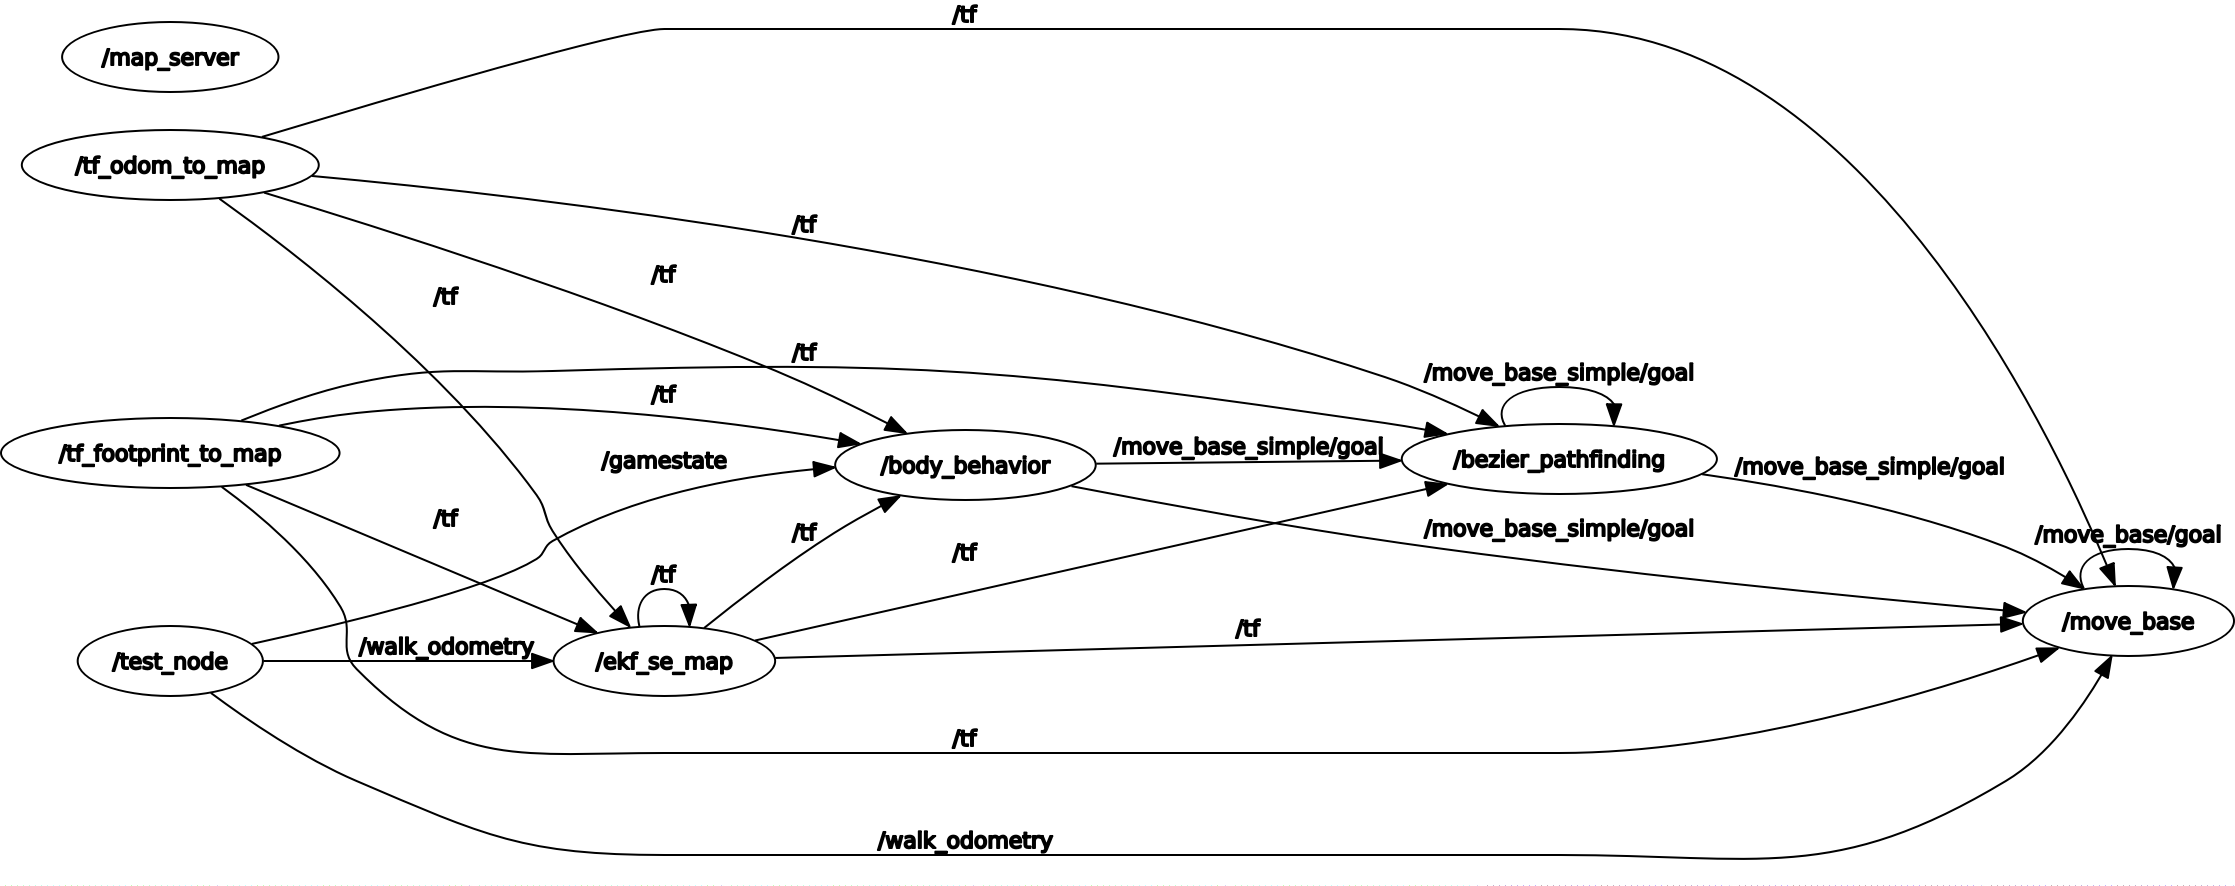 /tf
/map_server
/tf_odom_to_map
/tf
/tf
/tf
/tf
/move_base_simple/goal
/tf
/tf_footprint_to_map
/gamestate
/body_behavior
/move_base_simple/goal
/bezier_pathfinding
/move_base_simple/goal
/tf
/tf
/move_base_simple/goal
/move_base/goal
/tf
/tf
/test_node
/walk_odometry
/ekf_se_map
/tf
/move_base
/tf
/walk_odometry